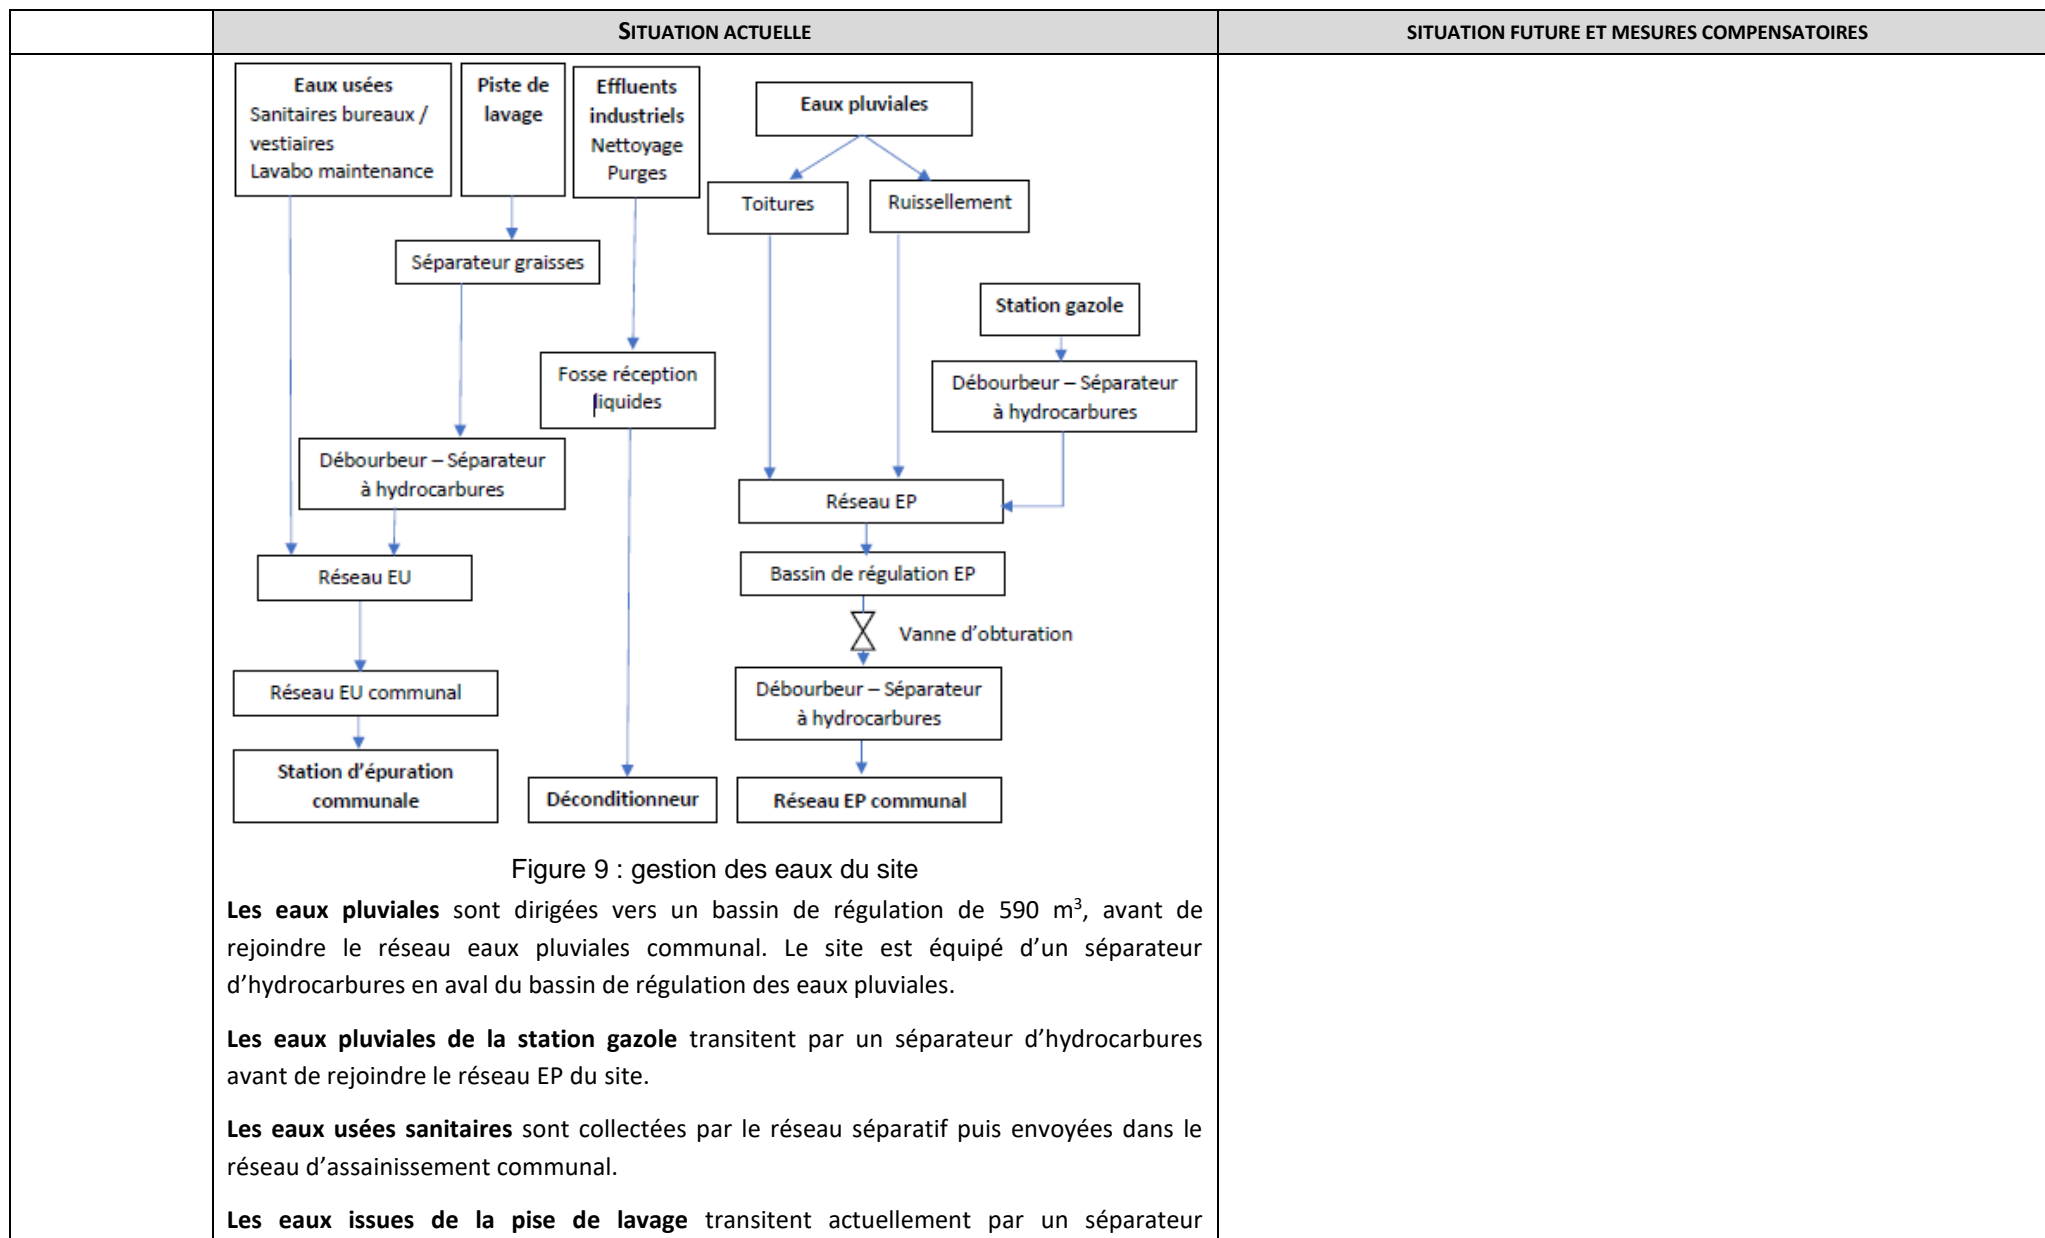 SITUATION ACTUELLE
SITUATION FUTURE ET MESURES COMPENSATOIRES
Eaux usées
Sanitaires bureaux /
vestiaires
Lavabo maintenance
Piste de
lavage
Effluents
industriels
Nettoyage
Purges
Eaux pluviales
Toitures
Ruissellement
Séparateur graisses
Station gazole
Fosse réception
liquides
Débourbeur – Séparateur
à hydrocarbures
Débourbeur – Séparateur
à hydrocarbures
Réseau EP
Réseau EU
Bassin de régulation EP
Vanne d'obturation
Réseau EU communal
Débourbeur – Séparateur
à hydrocarbures
Station d'épuration
communale
Déconditionneur
Réseau EP communal
Figure 9 : gestion des eaux du site
Les eaux pluviales sont dirigées vers un bassin de régulation de 590 m³, avant de
rejoindre le réseau eaux pluviales communal. Le site est équipé d'un séparateur
d'hydrocarbures en aval du bassin de régulation des eaux pluviales.
Les eaux pluviales de la station gazole transitent par un séparateur d'hydrocarbures
avant de rejoindre le réseau EP du site.
Les eaux usées sanitaires sont collectées par le réseau séparatif puis envoyées dans le
réseau d'assainissement communal.
Les eaux issues de la pise de lavage transitent actuellement par un séparateur